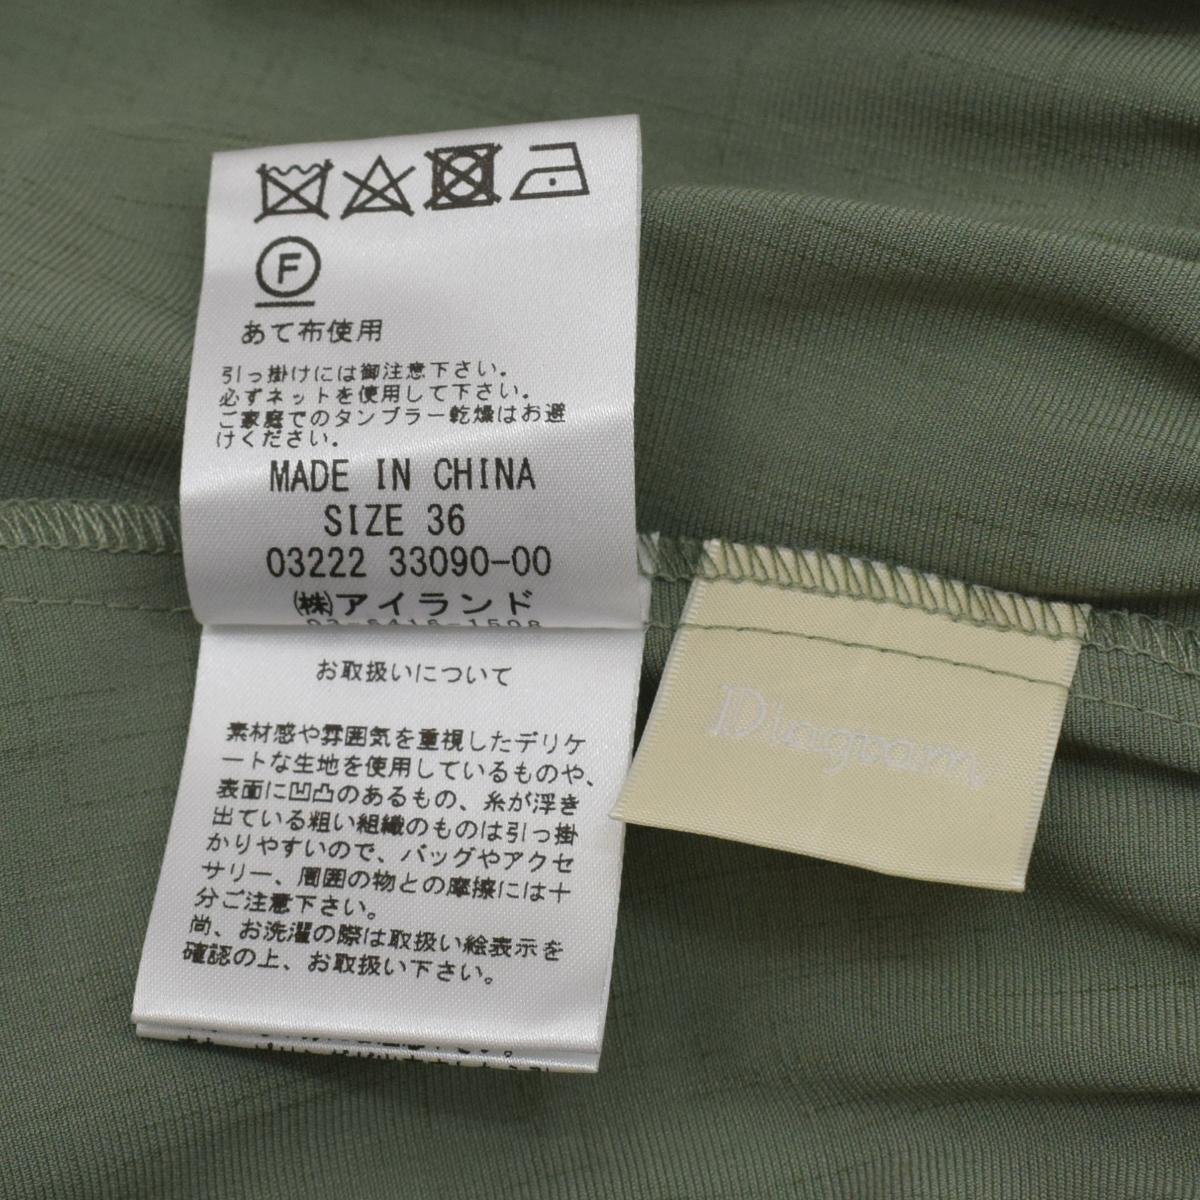 F
あて布使用
引っ掛けには御注意下さい。
必ずネットを使用して下さい。
ご家庭でのタンブラー乾燥はお避
けください。
MADE IN CHINA
SIZE 36
03222 33090-00
㈱アイランド
03-6418-1508
お取扱いについて
素材感や雰囲気を重視したデリケ
ートな生地を使用しているものや、
表面に凹凸のあるもの、糸が浮き
出ている粗い組織のものは引っ掛
かりやすいので、バッグやアクセ
サリー、周囲の物との摩擦には十
分ご注意下さい。
尚、お洗濯の際は取扱い絵表示を
確認の上、お取扱い下さい。
Diagram